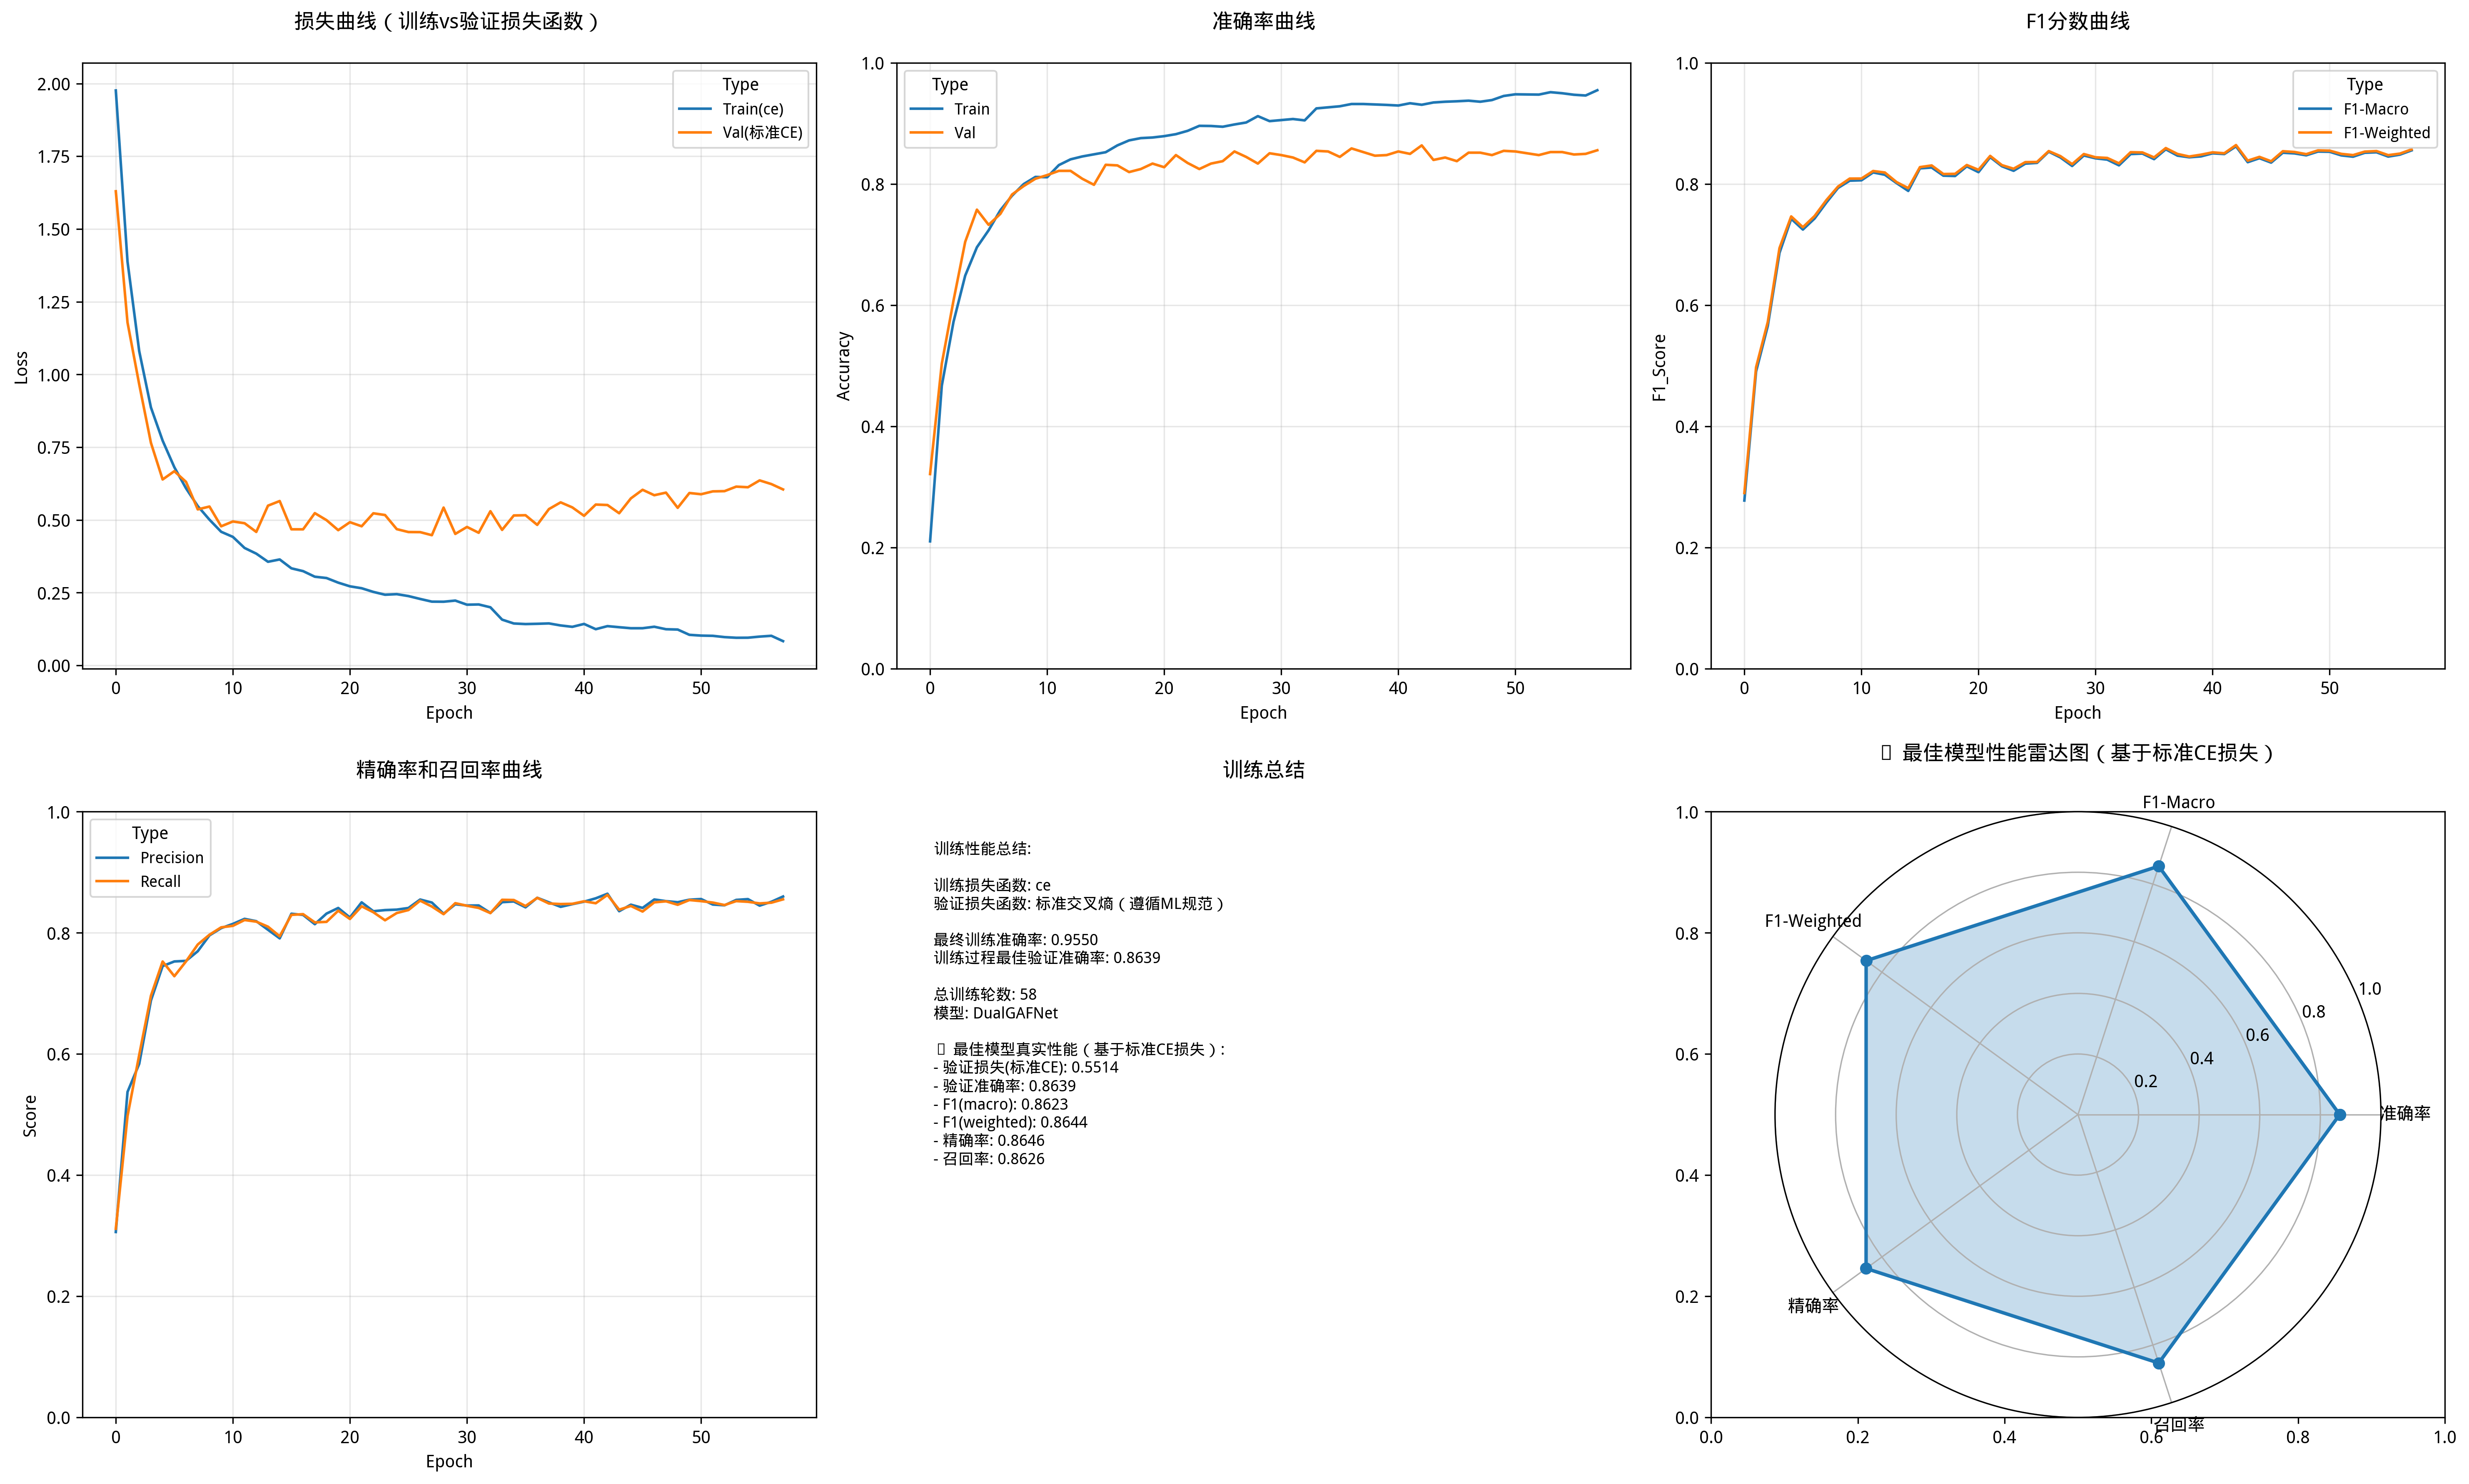 损失曲线（训练vs验证损失函数）
2.00
1.75
1.50
1.25
1.00
0.75
0.50
0.25
0.00
Loss
0 10 20 30 40 50
Epoch
Type
Train(ce)
Val(标准CE)
准确率曲线
1.0
0.8
0.6
0.4
0.2
0.0
Accuracy
0 10 20 30 40 50
Epoch
Type
Train
Val
F1分数曲线
1.0
0.8
0.6
0.4
0.2
0.0
F1_Score
0 10 20 30 40 50
Epoch
Type
F1-Macro
F1-Weighted
精确率和召回率曲线
1.0
0.8
0.6
0.4
0.2
0.0
Score
0 10 20 30 40 50
Epoch
Type
Precision
Recall
训练总结
训练性能总结:
训练损失函数: ce
验证损失函数: 标准交叉熵（遵循ML规范）
最终训练准确率: 0.9550
训练过程最佳验证准确率: 0.8639
总训练轮数: 58
模型: DualGAFNet
最佳模型真实性能（基于标准CE损失）:
- 验证损失(标准CE): 0.5514
- 验证准确率: 0.8639
- F1(macro): 0.8623
- F1(weighted): 0.8644
- 精确率: 0.8646
- 召回率: 0.8626
最佳模型性能雷达图（基于标准CE损失）
1.0
0.8
0.6
0.4
0.2
0.0
0.0 0.2 0.4 0.6 0.8 1.0
F1-Macro
F1-Weighted
准确率
精确率
召回率
1.0
0.8
0.6
0.4
0.2